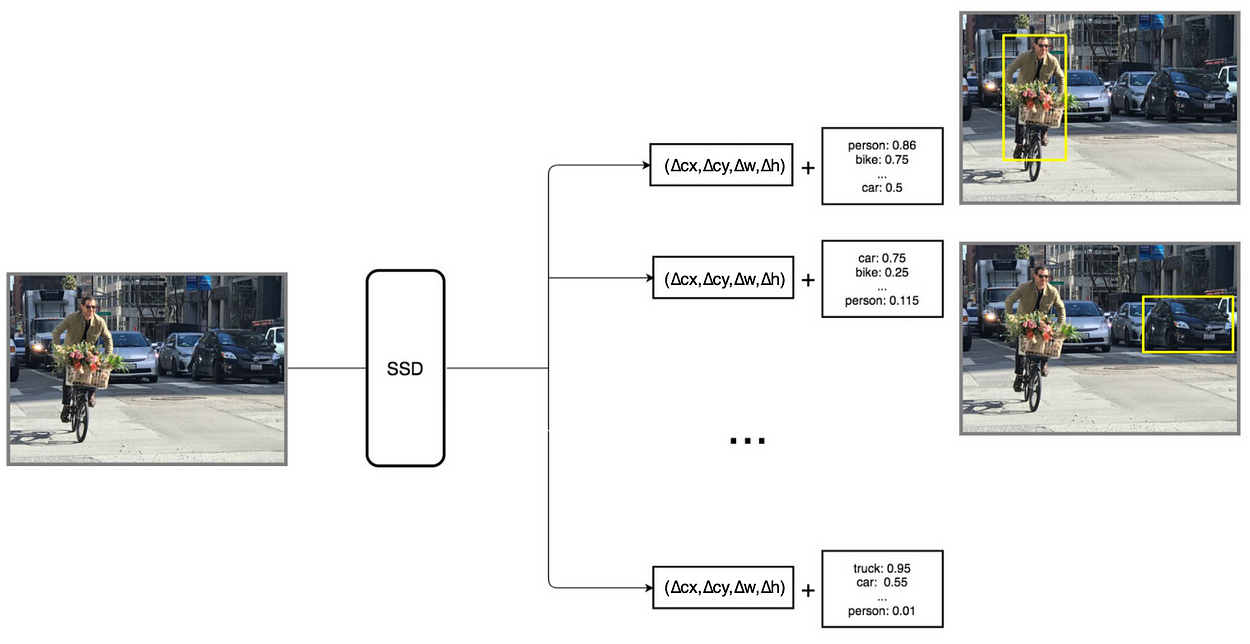 (Δcx,Δcy,Δw,Δh)
+
person: 0.86
bike: 0.75
...
car: 0.5
(Δcx,Δcy,Δw,Δh)
+
car: 0.75
bike: 0.25
...
person: 0.115
SSD
...
(Δcx,Δcy,Δw,Δh)
+
truck: 0.95
car: 0.55
...
person: 0.01